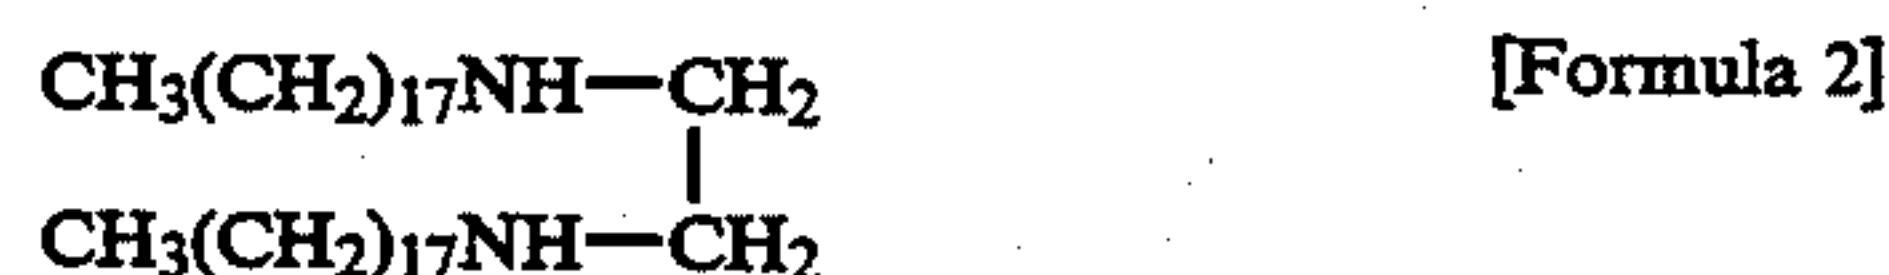 CH₃(CH₂)₁₇NH—CH₂ [Formula 2]
CH₃(CH₂)₁₇NH—CH₂